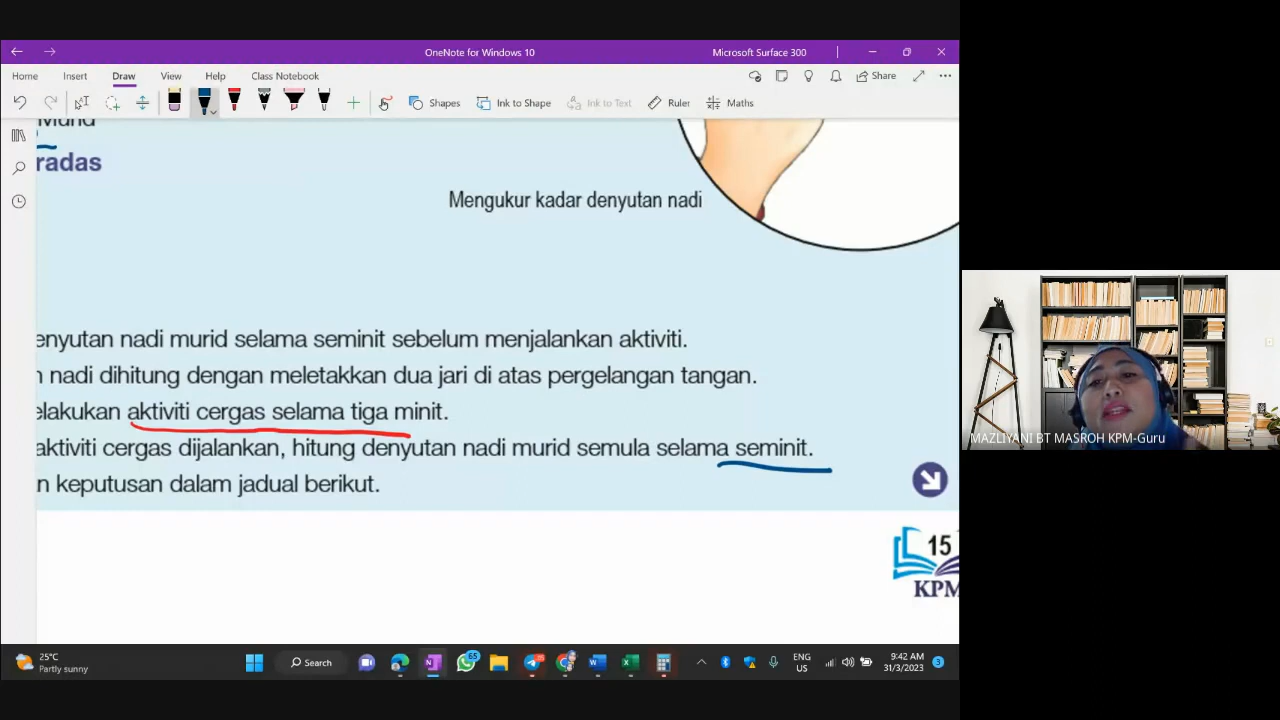 OneNote for Windows 10
Microsoft Surface 300
Home Insert Draw View Help Class Notebook
Share
Shapes Ink to Shape Ink to Text Ruler Maths
Murid
radas
Mengukur kadar denyutan nadi
enyutan nadi murid selama seminit sebelum menjalankan aktiviti.
n nadi dihitung dengan meletakkan dua jari di atas pergelangan tangan.
elakukan aktiviti cergas selama tiga minit.
aktiviti cergas dijalankan, hitung denyutan nadi murid semula selama seminit.
n keputusan dalam jadual berikut.
15
KPM
MAZLIYANI BT MASROH KPM-Guru
25°C
Partly sunny
Search
65
ENG
US
9:42 AM
31/3/2023
3